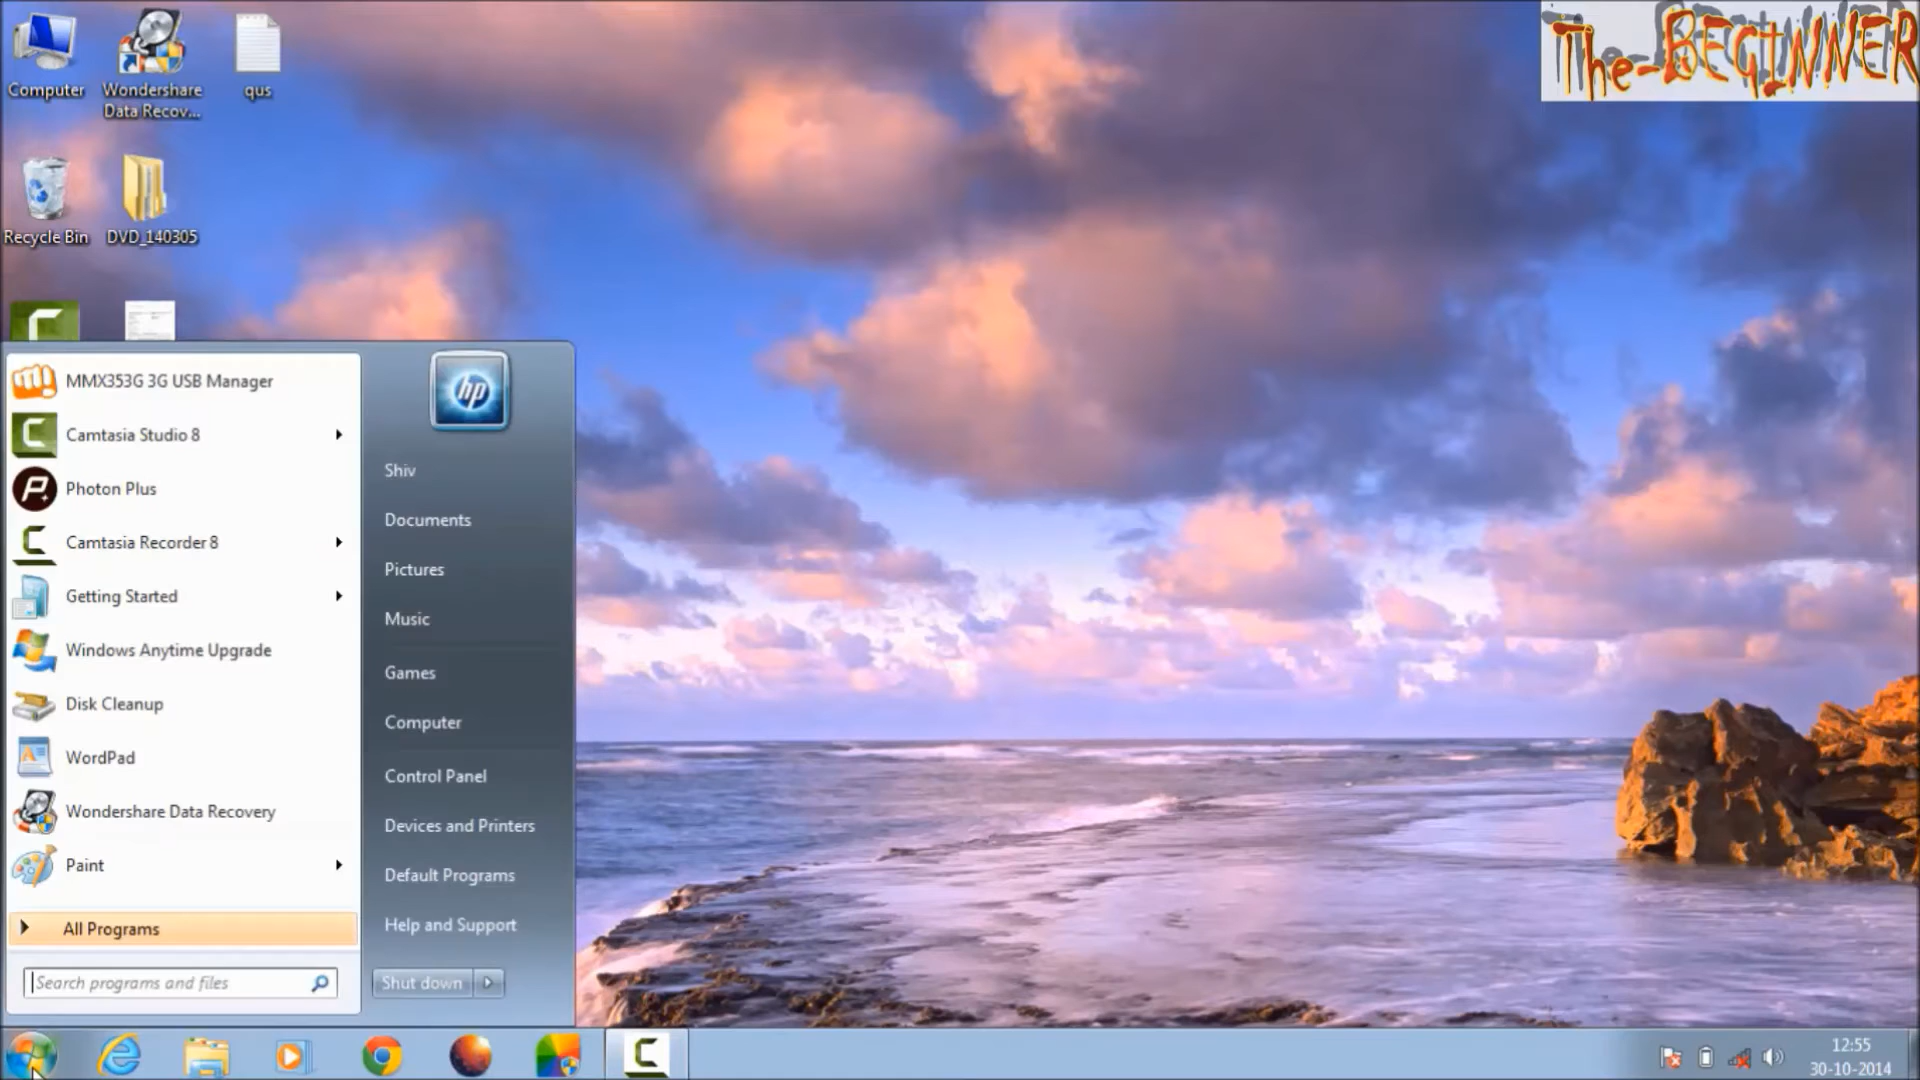 Computer
Wondershare
Data Recov...
qus
The-BEGINNER
Recycle Bin
DVD_140305
MMX353G 3G USB Manager
Camtasia Studio 8
Photon Plus
Camtasia Recorder 8
Getting Started
Windows Anytime Upgrade
Disk Cleanup
WordPad
Wondershare Data Recovery
Paint
All Programs
Search programs and files
hp
Shiv
Documents
Pictures
Music
Games
Computer
Control Panel
Devices and Printers
Default Programs
Help and Support
Shut down
12:55
30-10-2014